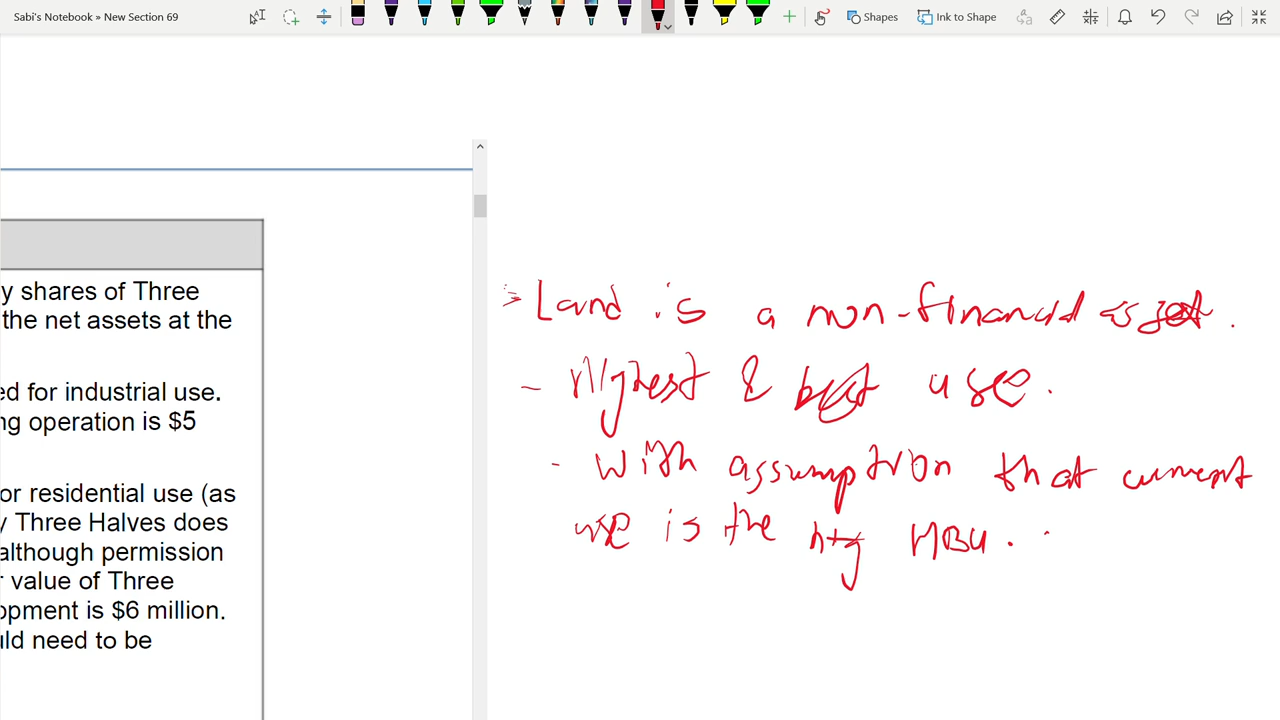 Sabi's Notebook » New Section 69
Shapes
Ink to Shape
y shares of Three
the net assets at the
ed for industrial use.
ng operation is $5
or residential use (as
y Three Halves does
although permission
r value of Three
opment is $6 million.
uld need to be
Land is a non-financial asset.
- Highest & best use.
- With assumption that current
use is the HBU.